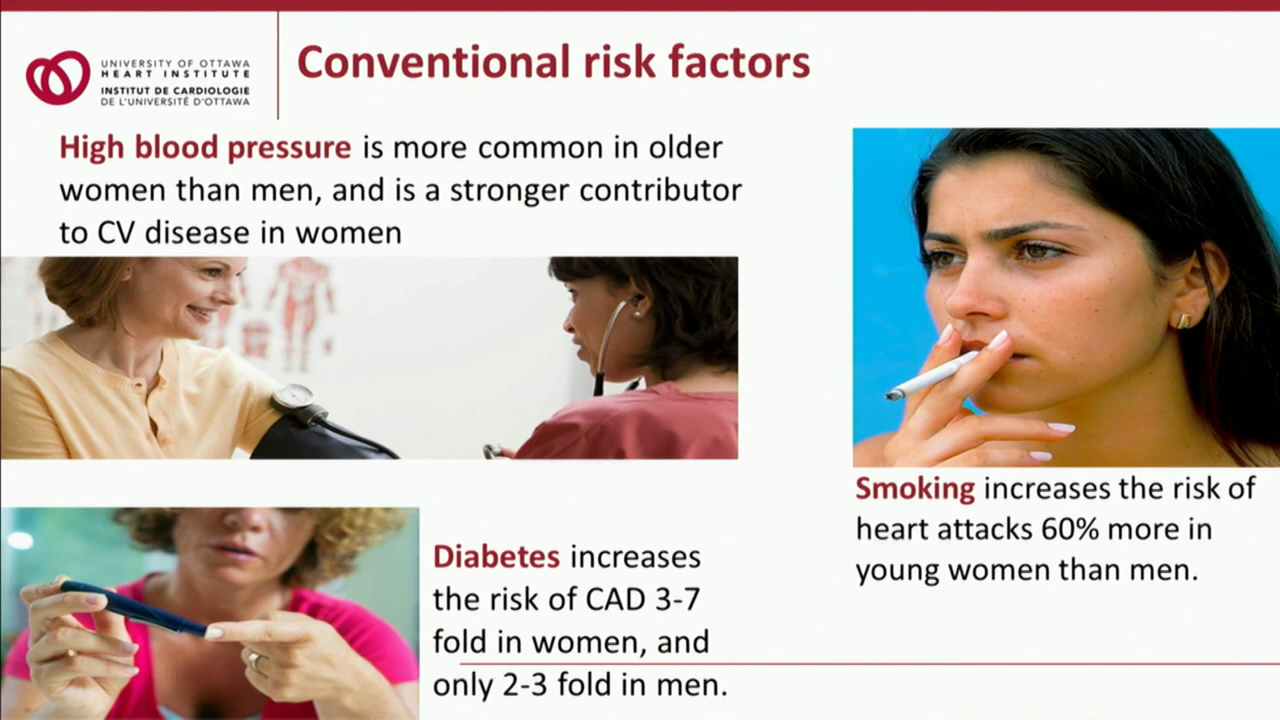 UNIVERSITY OF OTTAWA
HEART INSTITUTE
INSTITUT DE CARDIOLOGIE
DE L'UNIVERSITÉ D'OTTAWA
Conventional risk factors
High blood pressure is more common in older
women than men, and is a stronger contributor
to CV disease in women
Smoking increases the risk of
heart attacks 60% more in
young women than men.
Diabetes increases
the risk of CAD 3-7
fold in women, and
only 2-3 fold in men.